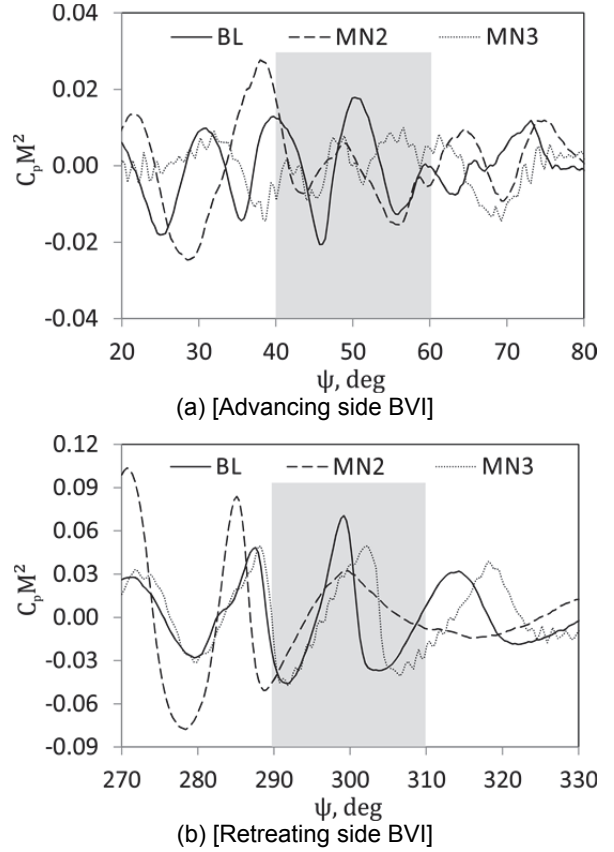 0.04
BL MN2 MN3
0.02
0.00
-0.02
-0.04
CₚM²
20 30 40 50 60 70 80
ψ, deg
(a) [Advancing side BVI]
0.12
BL MN2 MN3
0.09
0.06
0.03
0.00
-0.03
-0.06
-0.09
CₚM²
270 280 290 300 310 320 330
ψ, deg
(b) [Retreating side BVI]